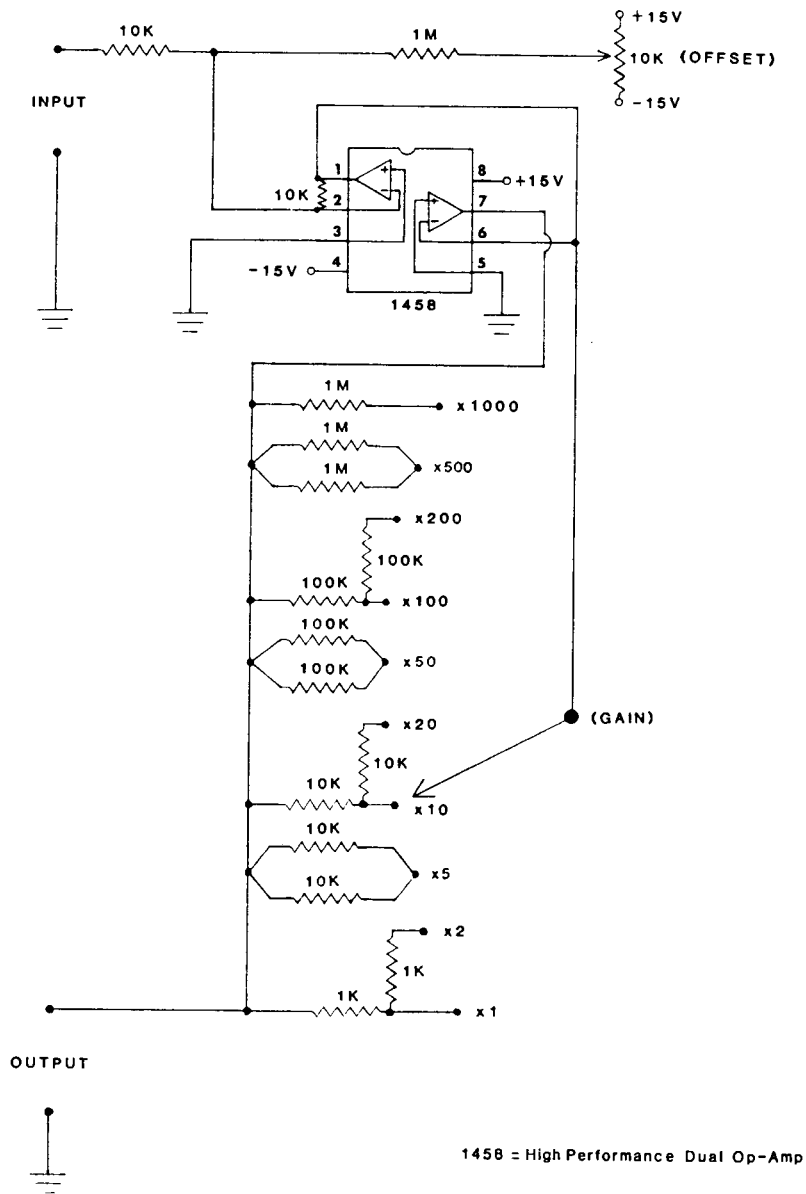 +15V
10K
1M
10K (OFFSET)
-15V
INPUT
1
8
+15V
10K
2
7
3
6
-15V
4
5
1458
1M
x1000
1M
1M
x500
x200
100K
100K
x100
100K
100K
x50
(GAIN)
x20
10K
10K
x10
10K
10K
x5
x2
1K
1K
x1
OUTPUT
1458 = High Performance Dual Op-Amp